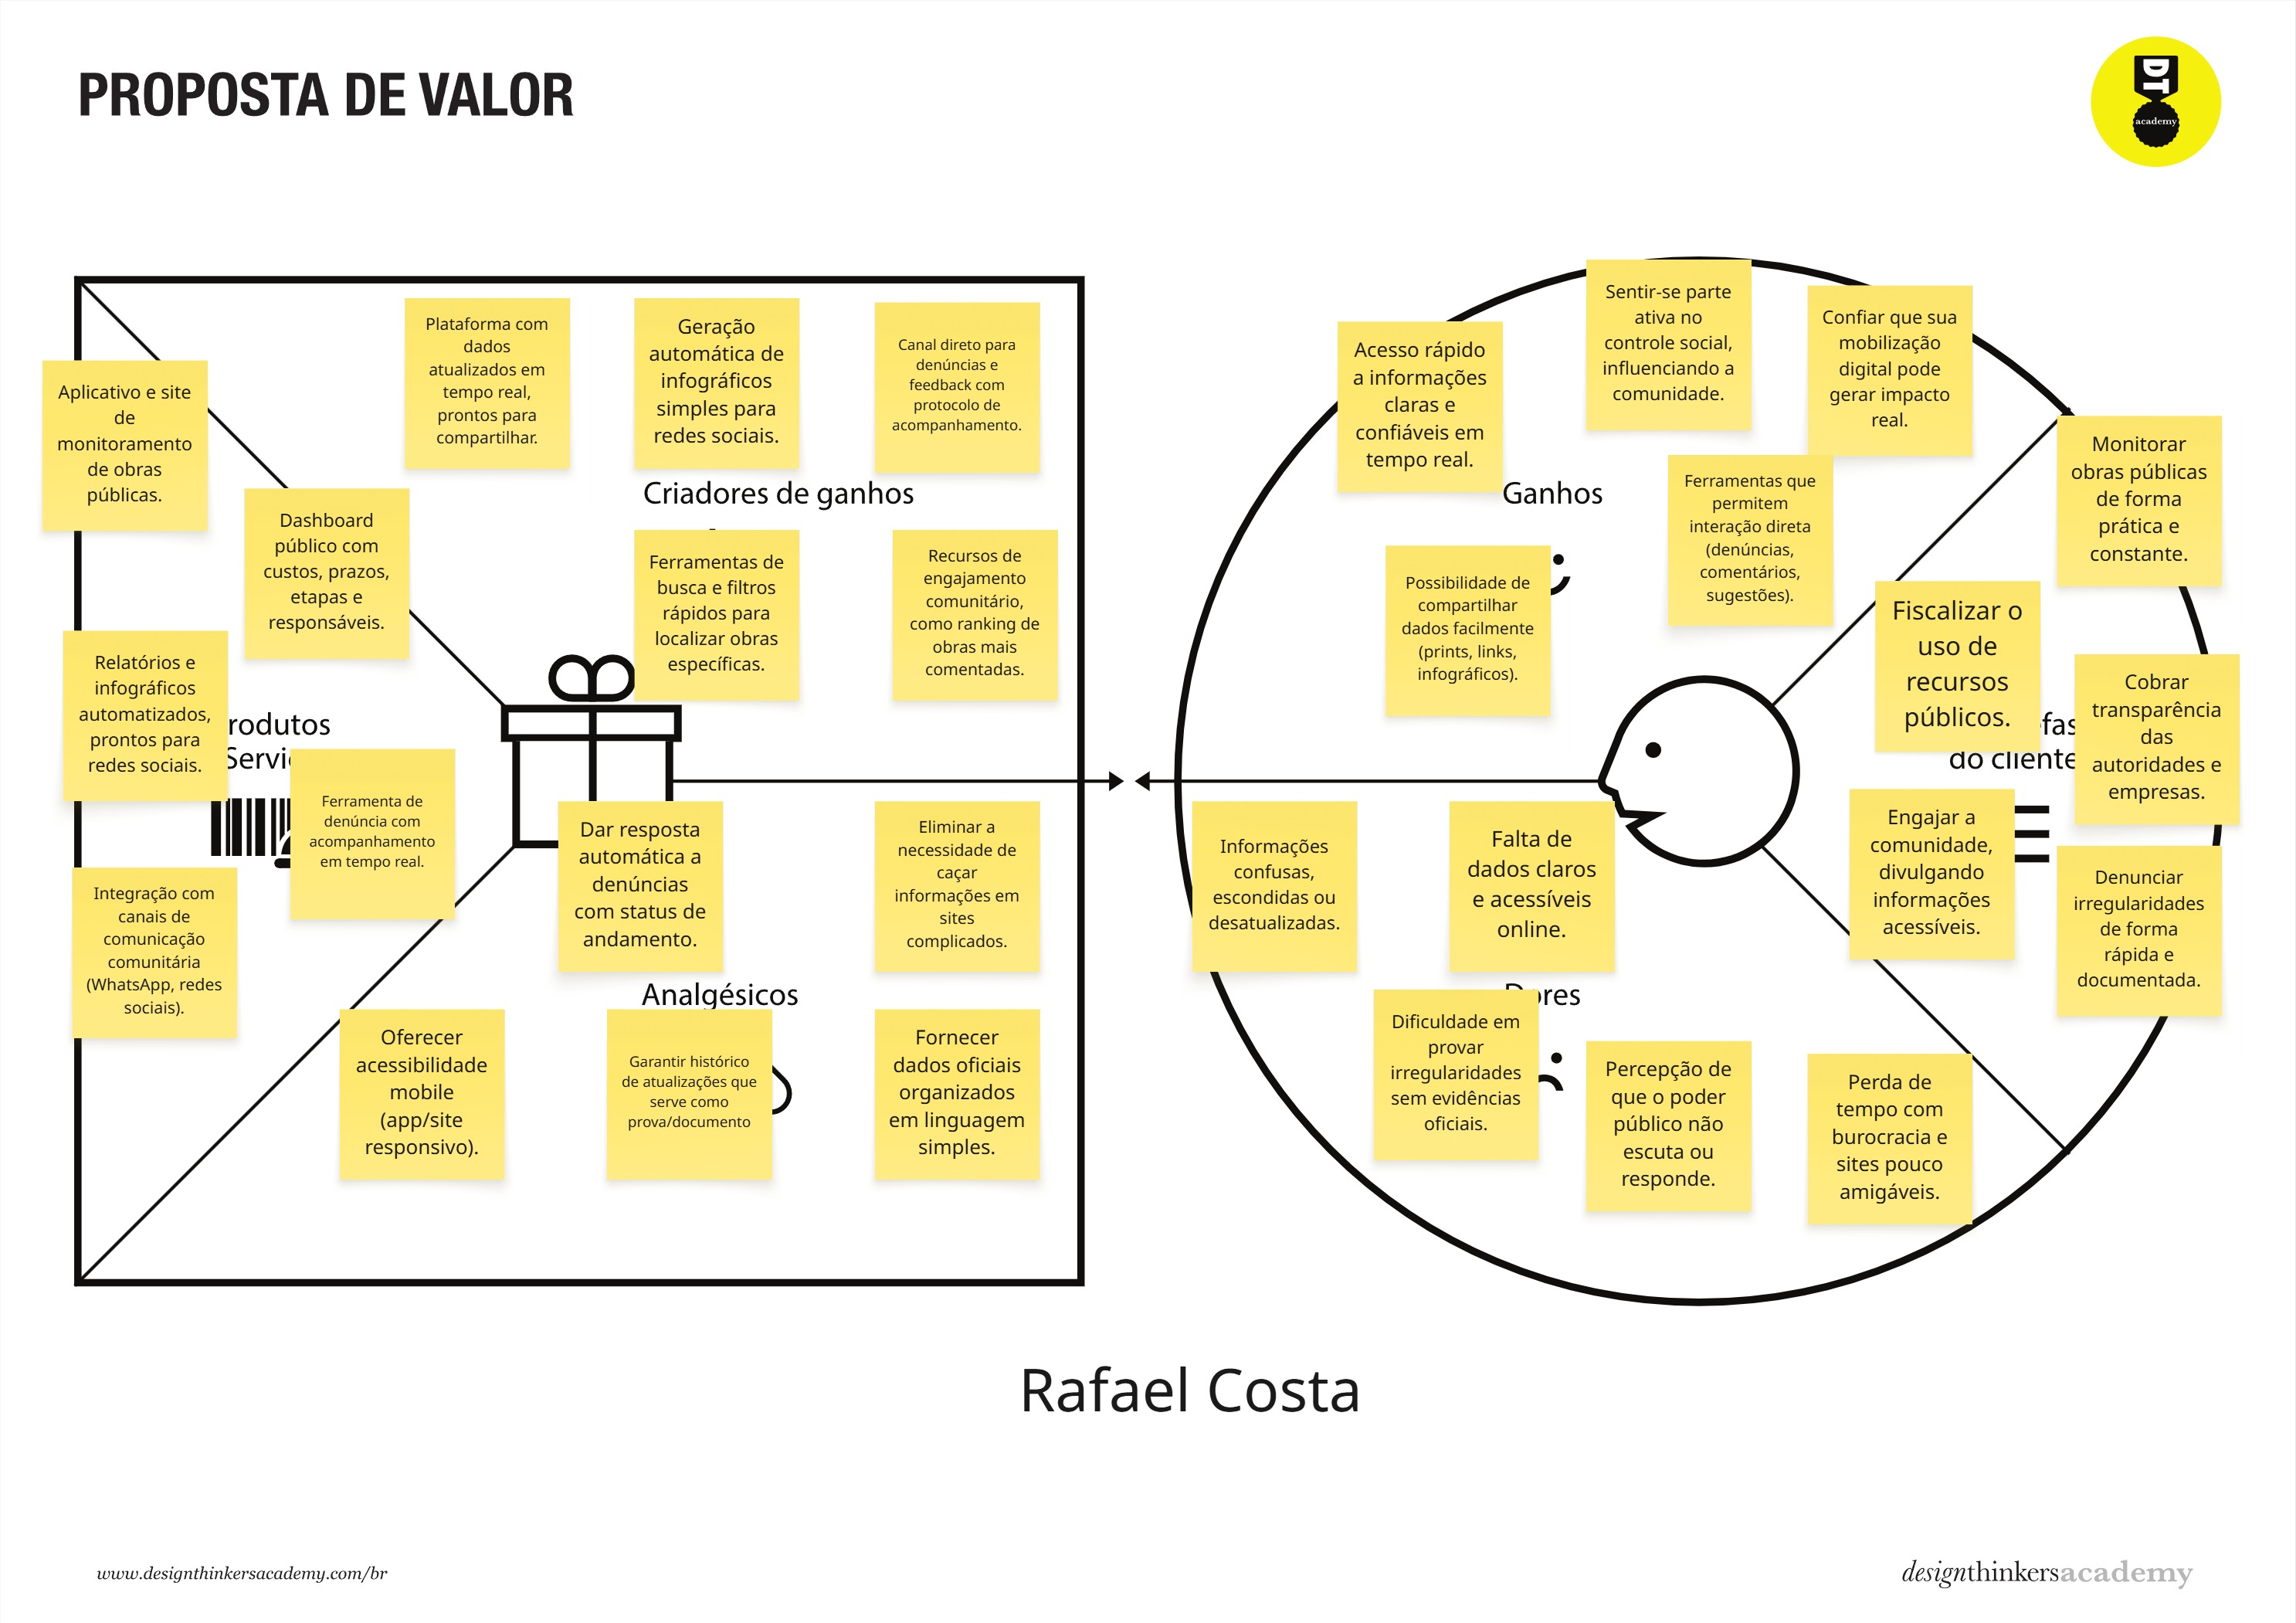 PROPOSTA DE VALOR
DT
academy
Aplicativo e site
de
monitoramento
de obras
públicas.
Plataforma com
dados
atualizados em
tempo real,
prontos para
compartilhar.
Geração
automática de
infográficos
simples para
redes sociais.
Canal direto para
denúncias e
feedback com
protocolo de
acompanhamento.
Criadores de ganhos
Dashboard
público com
custos, prazos,
etapas e
responsáveis.
Ferramentas de
busca e filtros
rápidos para
localizar obras
específicas.
Recursos de
engajamento
comunitário,
como ranking de
obras mais
comentadas.
Relatórios e
infográficos
automatizados,
prontos para
redes sociais.
rodutos
Servi
Ferramenta de
denúncia com
acompanhamento
em tempo real.
Integração com
canais de
comunicação
comunitária
(WhatsApp, redes
sociais).
Dar resposta
automática a
denúncias
com status de
andamento.
Eliminar a
necessidade de
caçar
informações em
sites
complicados.
Analgésicos
Oferecer
acessibilidade
mobile
(app/site
responsivo).
Garantir histórico
de atualizações que
serve como
prova/documento
Fornecer
dados oficiais
organizados
em linguagem
simples.
Acesso rápido
a informações
claras e
confiáveis em
tempo real.
Sentir-se parte
ativa no
controle social,
influenciando a
comunidade.
Confiar que sua
mobilização
digital pode
gerar impacto
real.
Ganhos
Ferramentas que
permitem
interação direta
(denúncias,
comentários,
sugestões).
Possibilidade de
compartilhar
dados facilmente
(prints, links,
infográficos).
Monitorar
obras públicas
de forma
prática e
constante.
Fiscalizar o
uso de
recursos
públicos.
efas
do cliente
Cobrar
transparência
das
autoridades e
empresas.
Engajar a
comunidade,
divulgando
informações
acessíveis.
Denunciar
irregularidades
de forma
rápida e
documentada.
Informações
confusas,
escondidas ou
desatualizadas.
Falta de
dados claros
e acessíveis
online.
Dores
Dificuldade em
provar
irregularidades
sem evidências
oficiais.
Percepção de
que o poder
público não
escuta ou
responde.
Perda de
tempo com
burocracia e
sites pouco
amigáveis.
Rafael Costa
www.designthinkersacademy.com/br
designthinkersacademy